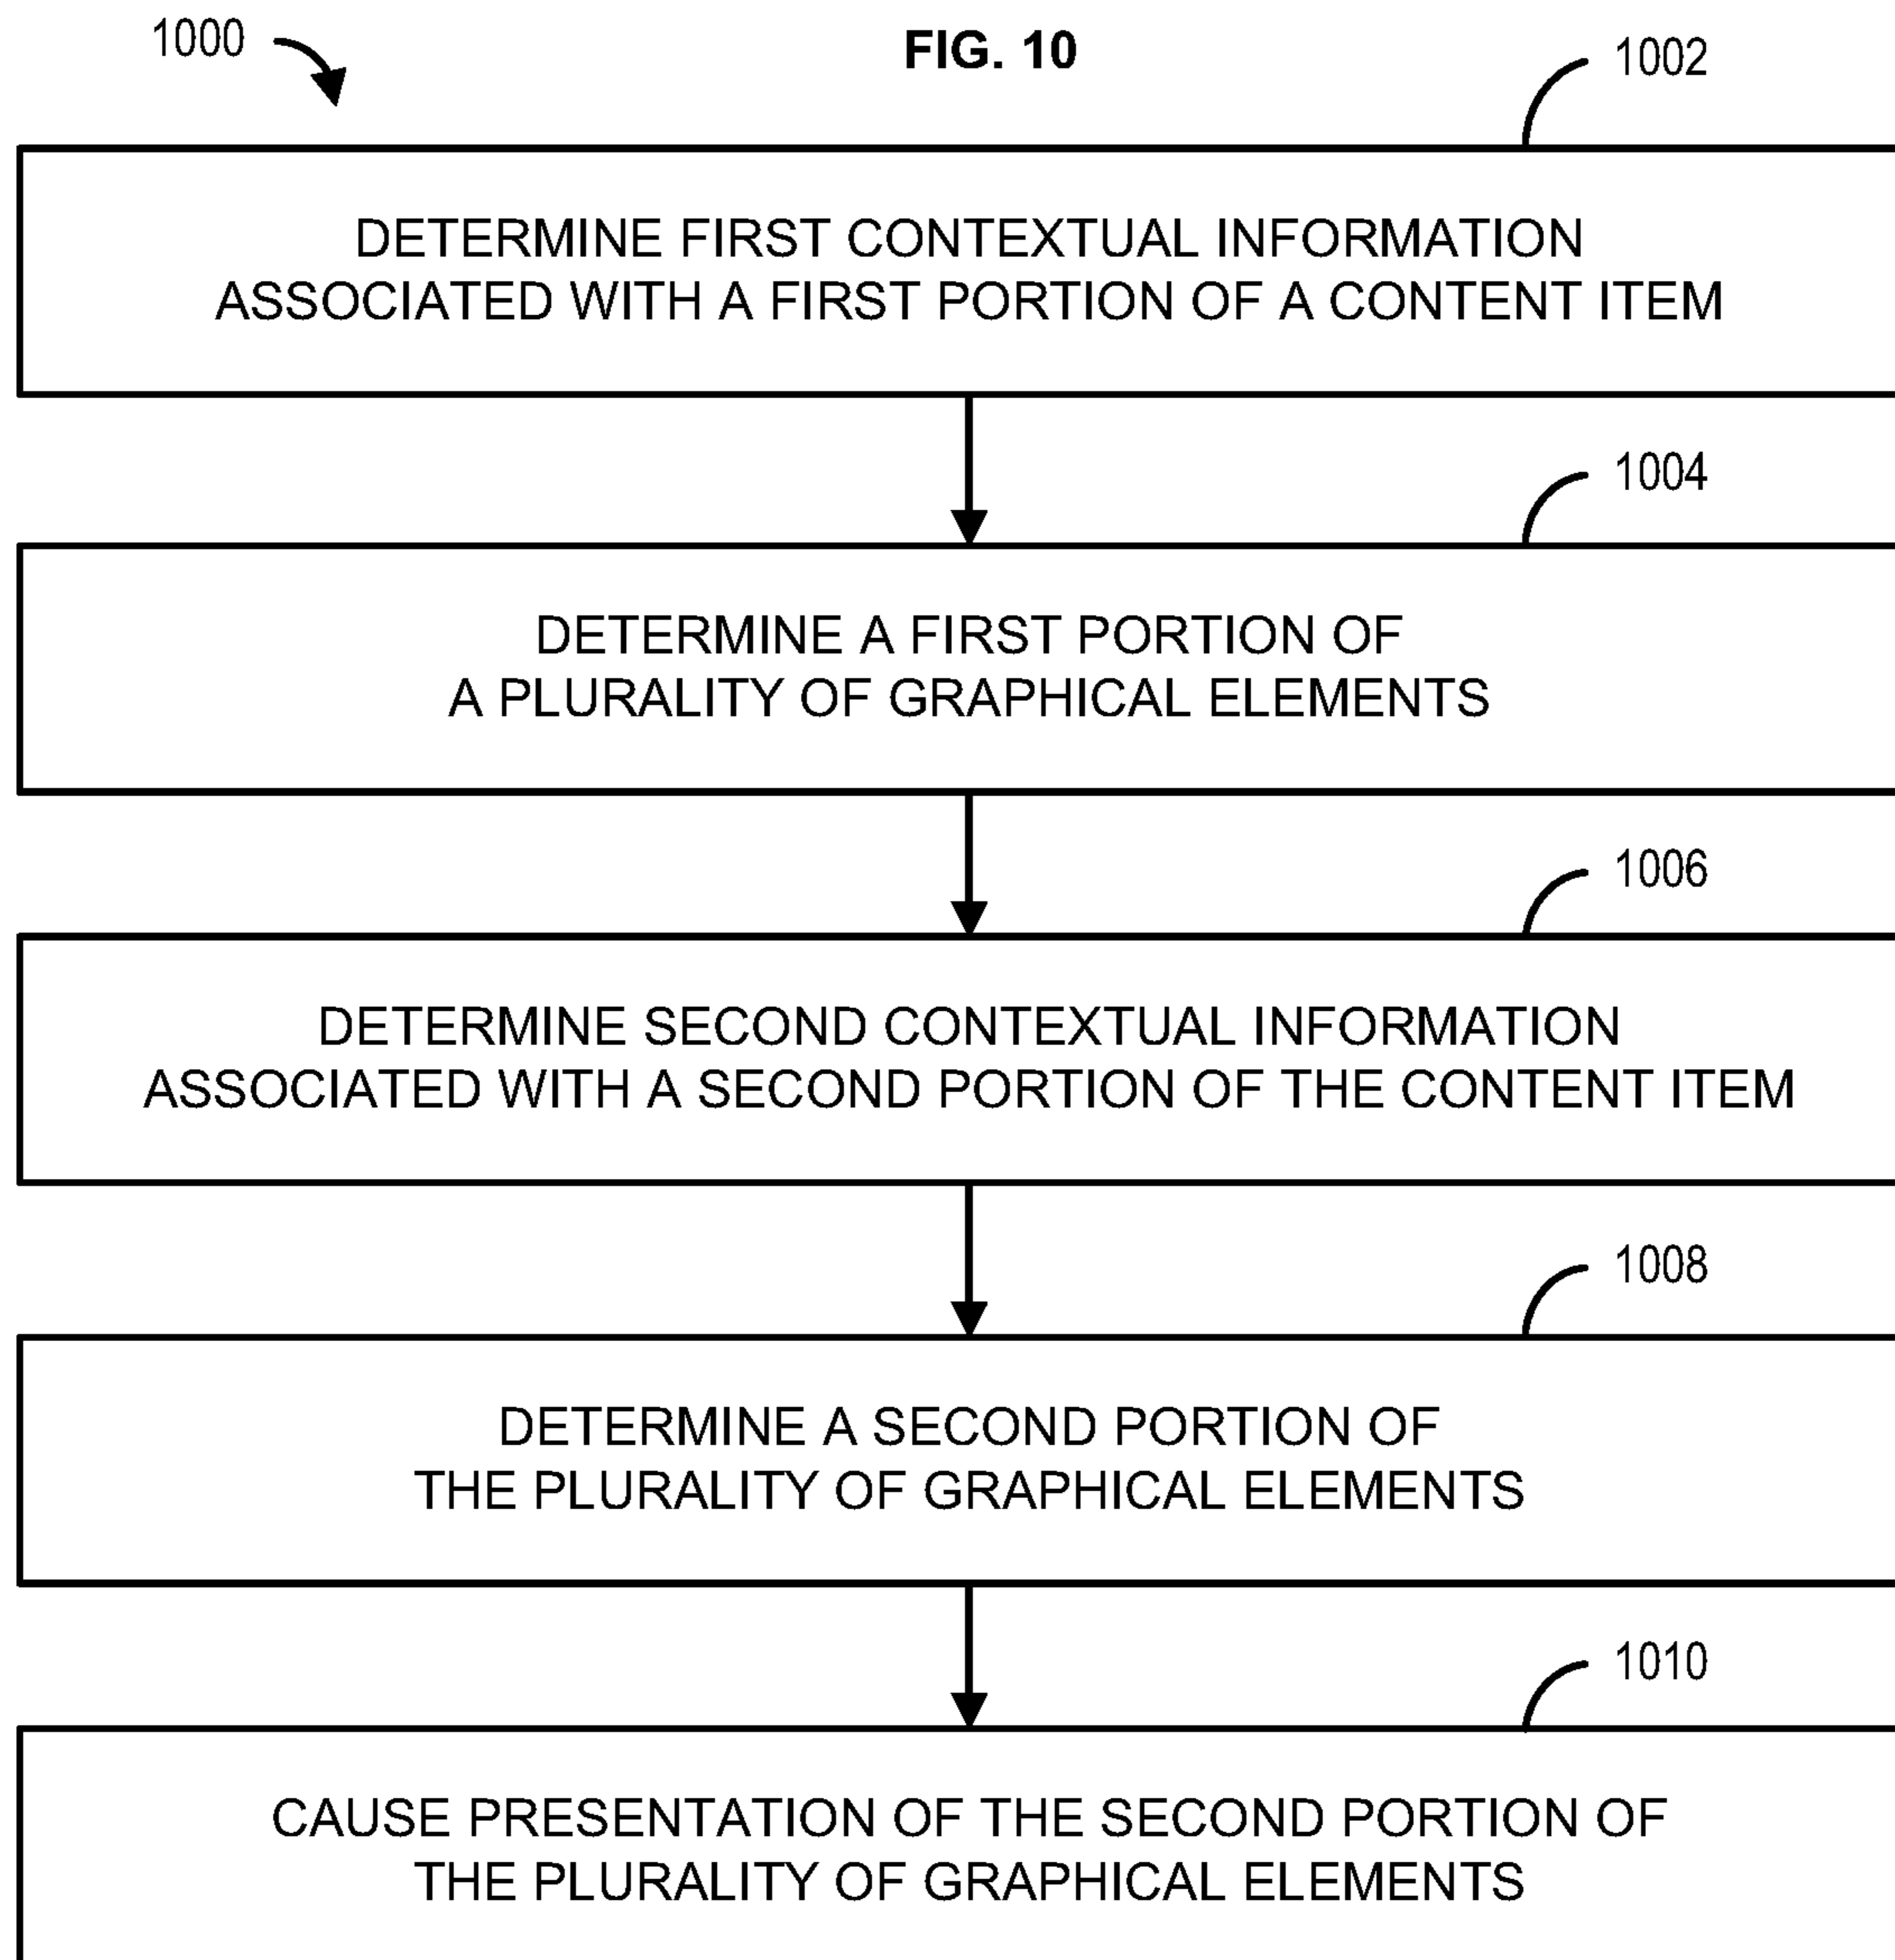 1000
FIG. 10
1002
DETERMINE FIRST CONTEXTUAL INFORMATION
ASSOCIATED WITH A FIRST PORTION OF A CONTENT ITEM
1004
DETERMINE A FIRST PORTION OF
A PLURALITY OF GRAPHICAL ELEMENTS
1006
DETERMINE SECOND CONTEXTUAL INFORMATION
ASSOCIATED WITH A SECOND PORTION OF THE CONTENT ITEM
1008
DETERMINE A SECOND PORTION OF
THE PLURALITY OF GRAPHICAL ELEMENTS
1010
CAUSE PRESENTATION OF THE SECOND PORTION OF
THE PLURALITY OF GRAPHICAL ELEMENTS